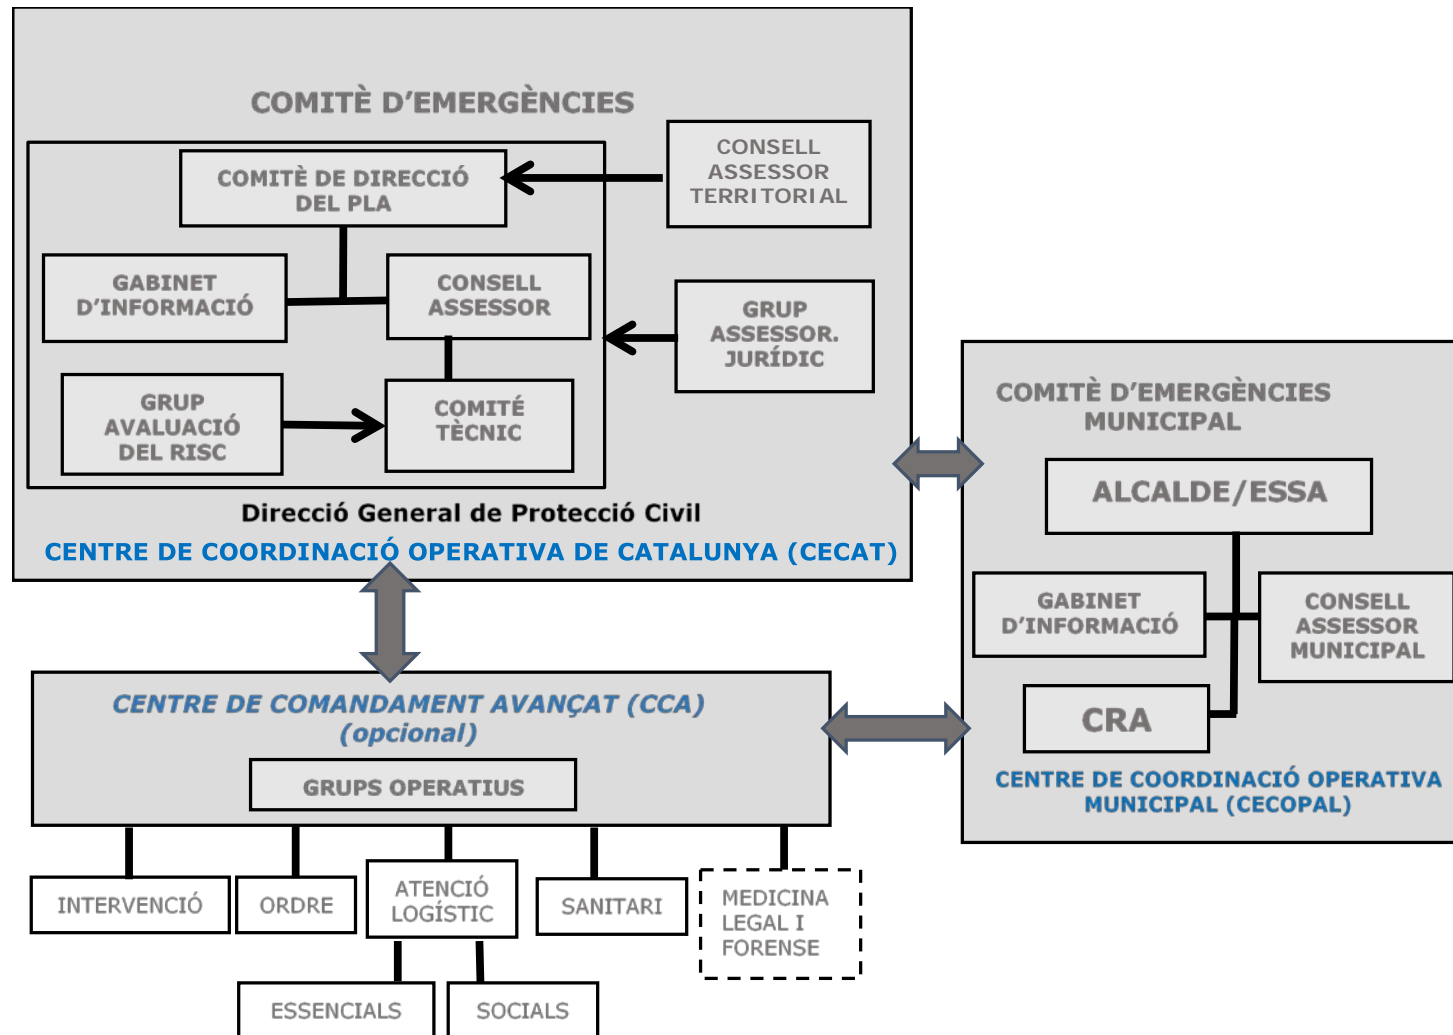 COMITÈ D'EMERGÈNCIES
COMITÈ DE DIRECCIÓ
DEL PLA
CONSELL
ASSESSOR
TERRITORIAL
GABINET
D'INFORMACIÓ
CONSELL
ASSESSOR
GRUP
ASSESSOR.
JURÍDIC
GRUP
AVALUACIÓ
DEL RISC
COMITÉ
TÈCNIC
Direcció General de Protecció Civil
CENTRE DE COORDINACIÓ OPERATIVA DE CATALUNYA (CECAT)
COMITÈ D'EMERGÈNCIES
MUNICIPAL
ALCALDE/ESSA
GABINET
D'INFORMACIÓ
CONSELL
ASSESSOR
MUNICIPAL
CRA
CENTRE DE COORDINACIÓ OPERATIVA
MUNICIPAL (CECOPAL)
CENTRE DE COMANDAMENT AVANÇAT (CCA)
(opcional)
GRUPS OPERATIUS
INTERVENCIÓ
ORDRE
ATENCIÓ
LOGÍSTIC
SANITARI
MEDICINA
LEGAL I
FORENSE
ESSENCIALS
SOCIALS